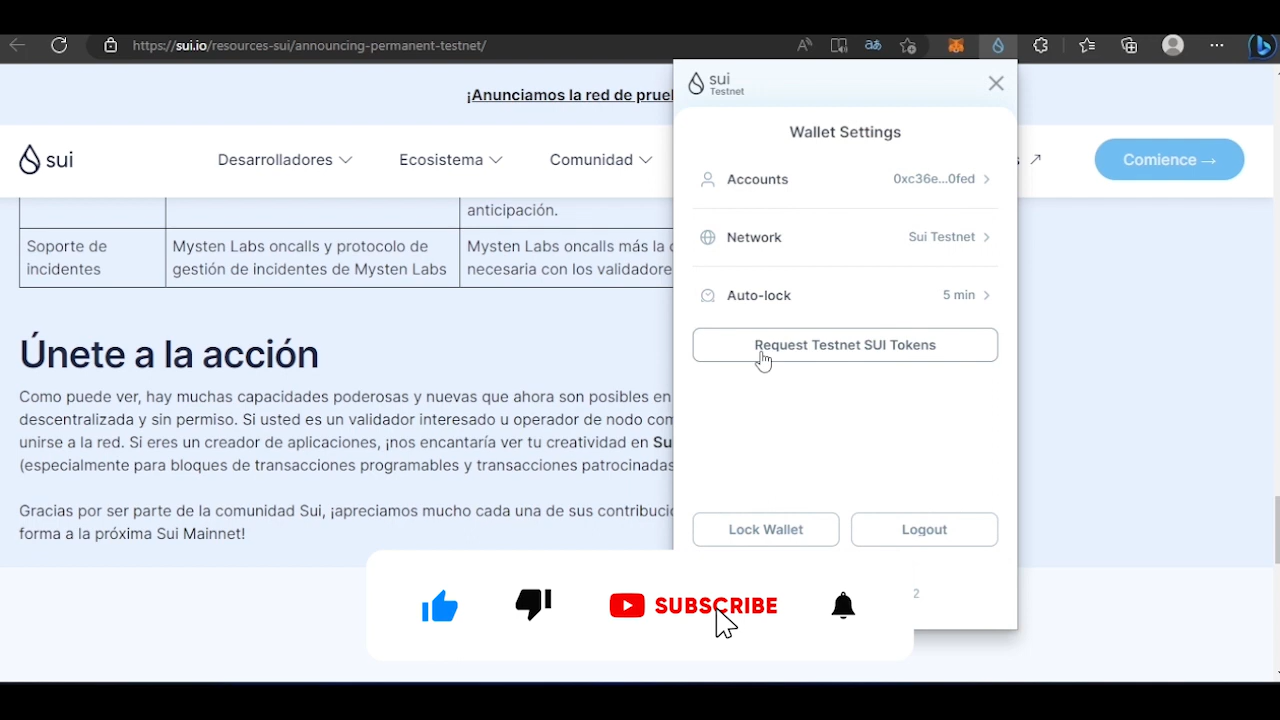 https://sui.io/resources-sui/announcing-permanent-testnet/
¡Anunciamos la red de
sui
Desarrolladores
Ecosistema
Comunidad
Comience →
anticipación.
Soporte de
incidentes
Mysten Labs oncalls y protocolo de
gestión de incidentes de Mysten Labs
Mysten Labs oncalls más la
necesaria con los validadore
Únete a la acción
Como puede ver, hay muchas capacidades poderosas y nuevas que ahora son posibles en
descentralizada y sin permiso. Si usted es un validador interesado u operador de nodo
unirse a la red. Si eres un creador de aplicaciones, ¡nos encantaría ver tu creatividad en
(especialmente para bloques de transacciones programables y transacciones patrocinadas
Gracias por ser parte de la comunidad Sui, ¡apreciamos mucho cada una de sus
forma a la próxima Sui Mainnet!
sui
Testnet
Wallet Settings
Accounts
0xc36e...0fed
Network
Sui Testnet
Auto-lock
5 min
Request Testnet SUI Tokens
Lock Wallet
Logout
2
SUBSCRIBE